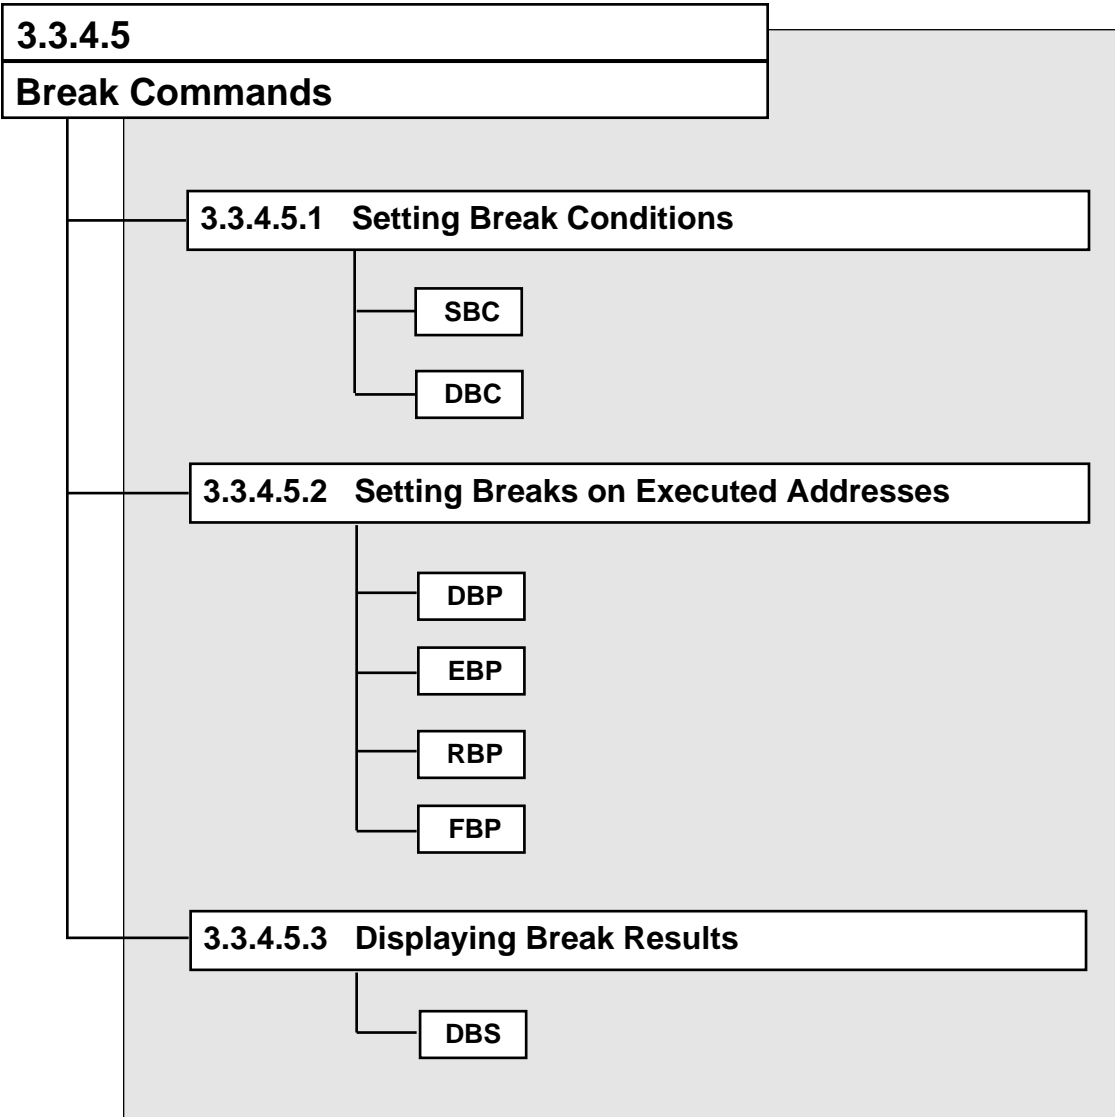 3.3.4.5
Break Commands
3.3.4.5.1 Setting Break Conditions
SBC
DBC
3.3.4.5.2 Setting Breaks on Executed Addresses
DBP
EBP
RBP
FBP
3.3.4.5.3 Displaying Break Results
DBS